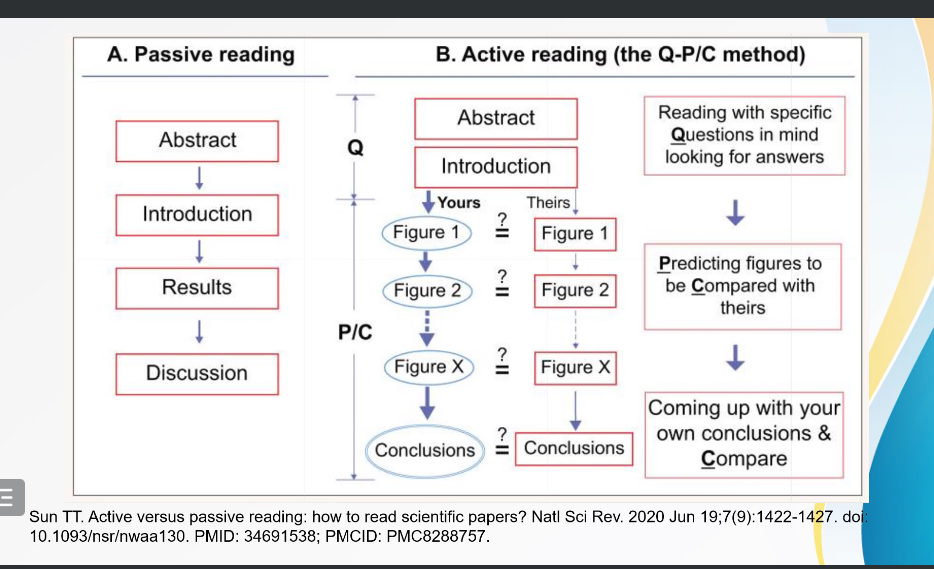 A. Passive reading
Abstract
Introduction
Results
Discussion
B. Active reading (the Q-P/C method)
Q
P/C
Abstract
Introduction
Yours
Theirs
Figure 1
?
=
Figure 1
Figure 2
?
=
Figure 2
Figure X
?
=
Figure X
Conclusions
?
=
Conclusions
Reading with specific
Questions in mind
looking for answers
Predicting figures to
be Compared with
theirs
Coming up with your
own conclusions &
Compare
Sun TT. Active versus passive reading: how to read scientific papers? Natl Sci Rev. 2020 Jun 19;7(9):1422-1427. doi:
10.1093/nsr/nwaa130. PMID: 34691538; PMCID: PMC8288757.